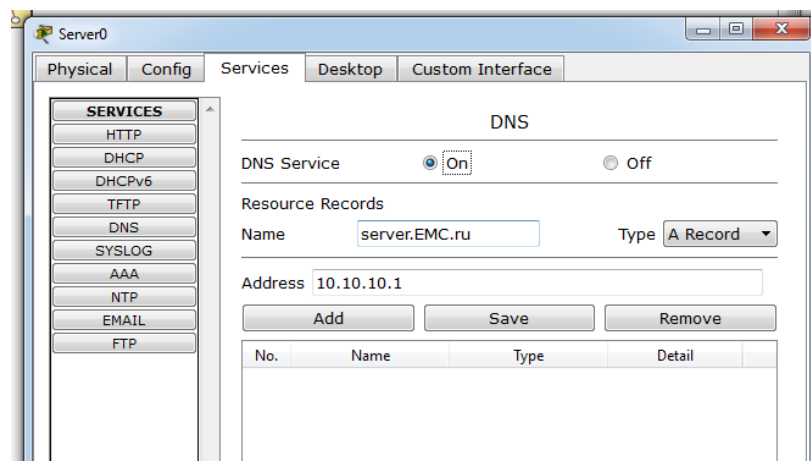 Server0
Physical Config Services Desktop Custom Interface
SERVICES
HTTP
DHCP
DHCPv6
TFTP
DNS
SYSLOG
AAA
NTP
EMAIL
FTP
DNS
DNS Service On Off
Resource Records
Name server.EMC.ru Type A Record
Address 10.10.10.1
Add Save Remove
No. Name Type Detail